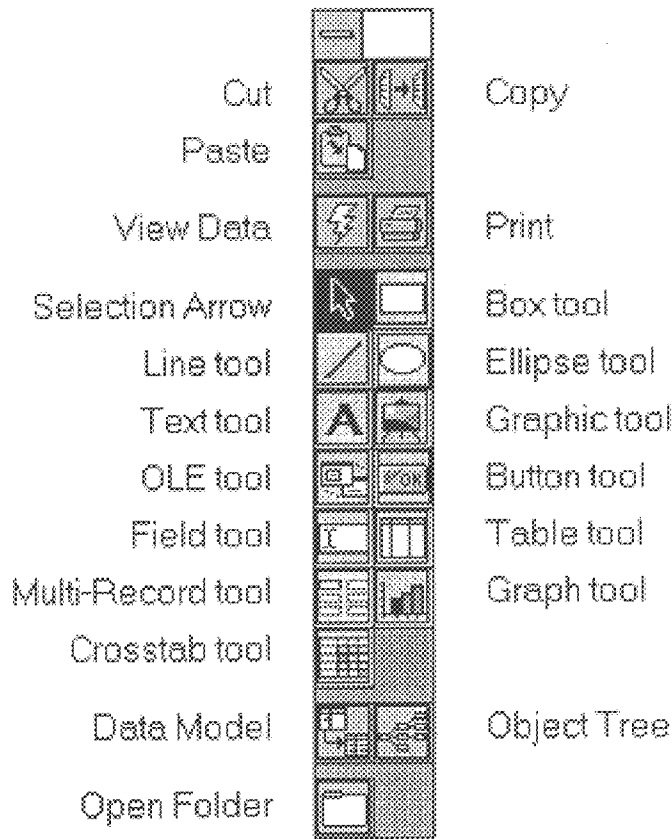 Cut Copy
Paste
View Data Print
Selection Arrow Box tool
Line tool Ellipse tool
Text tool A Graphic tool
OLE tool OK Button tool
Field tool Table tool
Multi-Record tool Graph tool
Crosstab tool
Data Model Object Tree
Open Folder